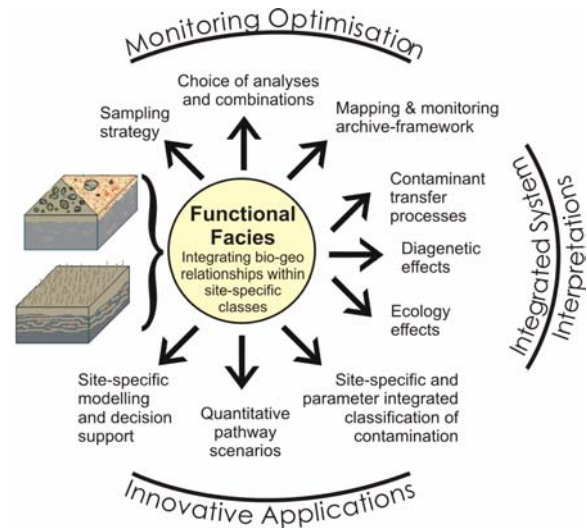 Monitoring Optimisation
Choice of analyses
and combinations
Sampling
strategy
Mapping & monitoring
archive-framework
Contaminant
transfer
processes
Functional
Facies
Integrating bio-geo
relationships within
site-specific
classes
Diagenetic
effects
Ecology
effects
Integrated System
Interpretations
Site-specific
modelling
and decision
support
Quantitative
pathway
scenarios
Site-specific and
parameter integrated
classification of
contamination
Innovative Applications